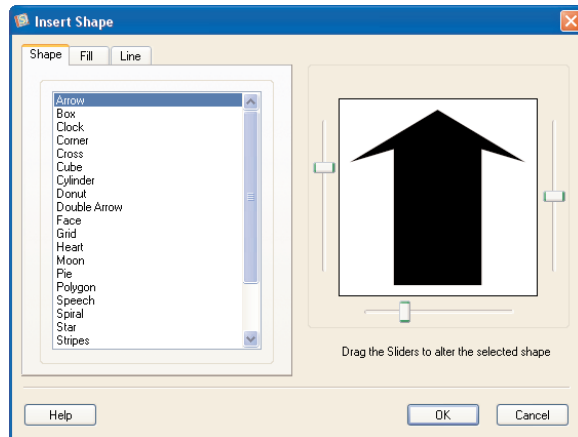 Insert Shape
Shape Fill Line
Arrow
Box
Clock
Corner
Cross
Cube
Cylinder
Donut
Double Arrow
Face
Grid
Heart
Moon
Pie
Polygon
Speech
Spiral
Star
Stripes
Drag the Sliders to alter the selected shape
Help OK Cancel